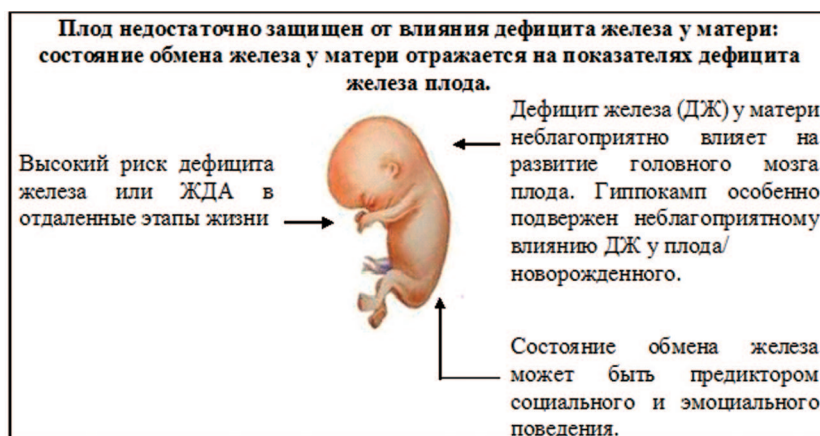 Плод недостаточно защищен от влияния дефицита железа у матери:
состояние обмена железа у матери отражается на показателях дефицита
железа плода.
Высокий риск дефицита
железа или ЖДА в
отдаленные этапы жизни
Дефицит железа (ДЖ) у матери
неблагоприятно влияет на
развитие головного мозга
плода. Гиппокамп особенно
подвержен неблагоприятному
влиянию ДЖ у плода/
новорожденного.
Состояние обмена железа
может быть предиктором
социального и эмоциального
поведения.